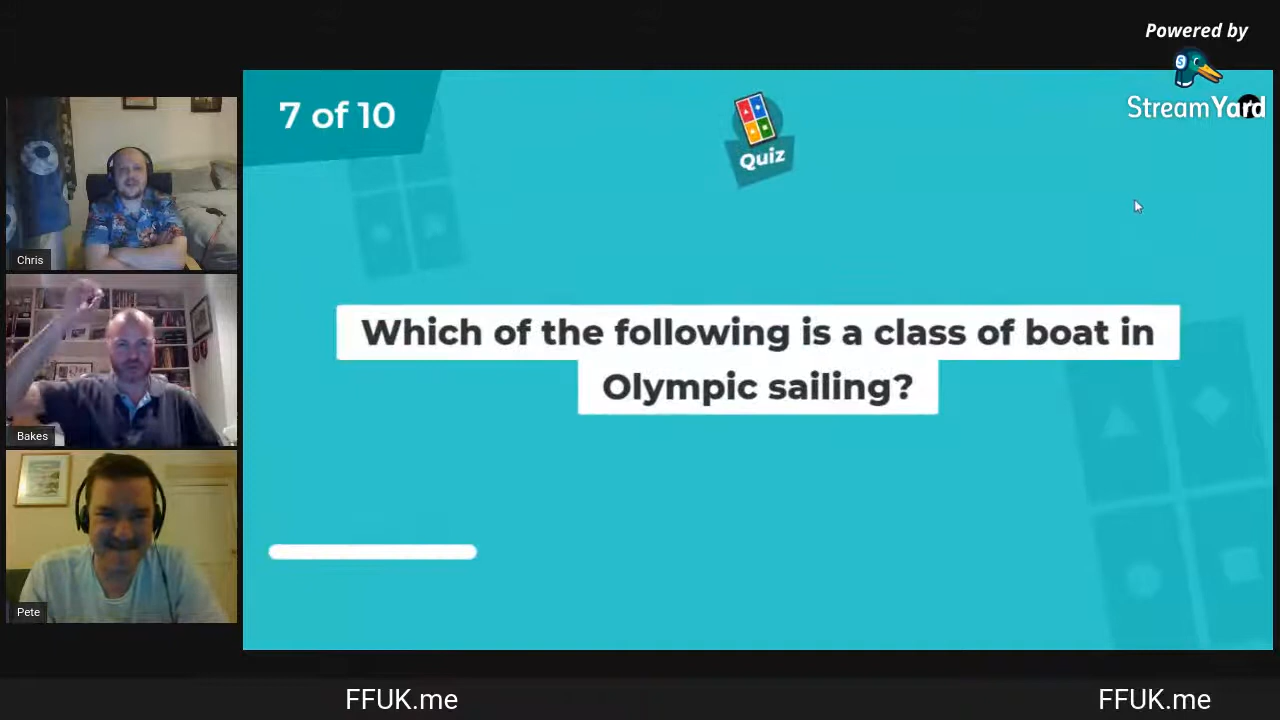 Powered by
StreamYard
7 of 10
Quiz
Which of the following is a class of boat in
Olympic sailing?
Chris
Bakes
Pete
FFUK.me
FFUK.me